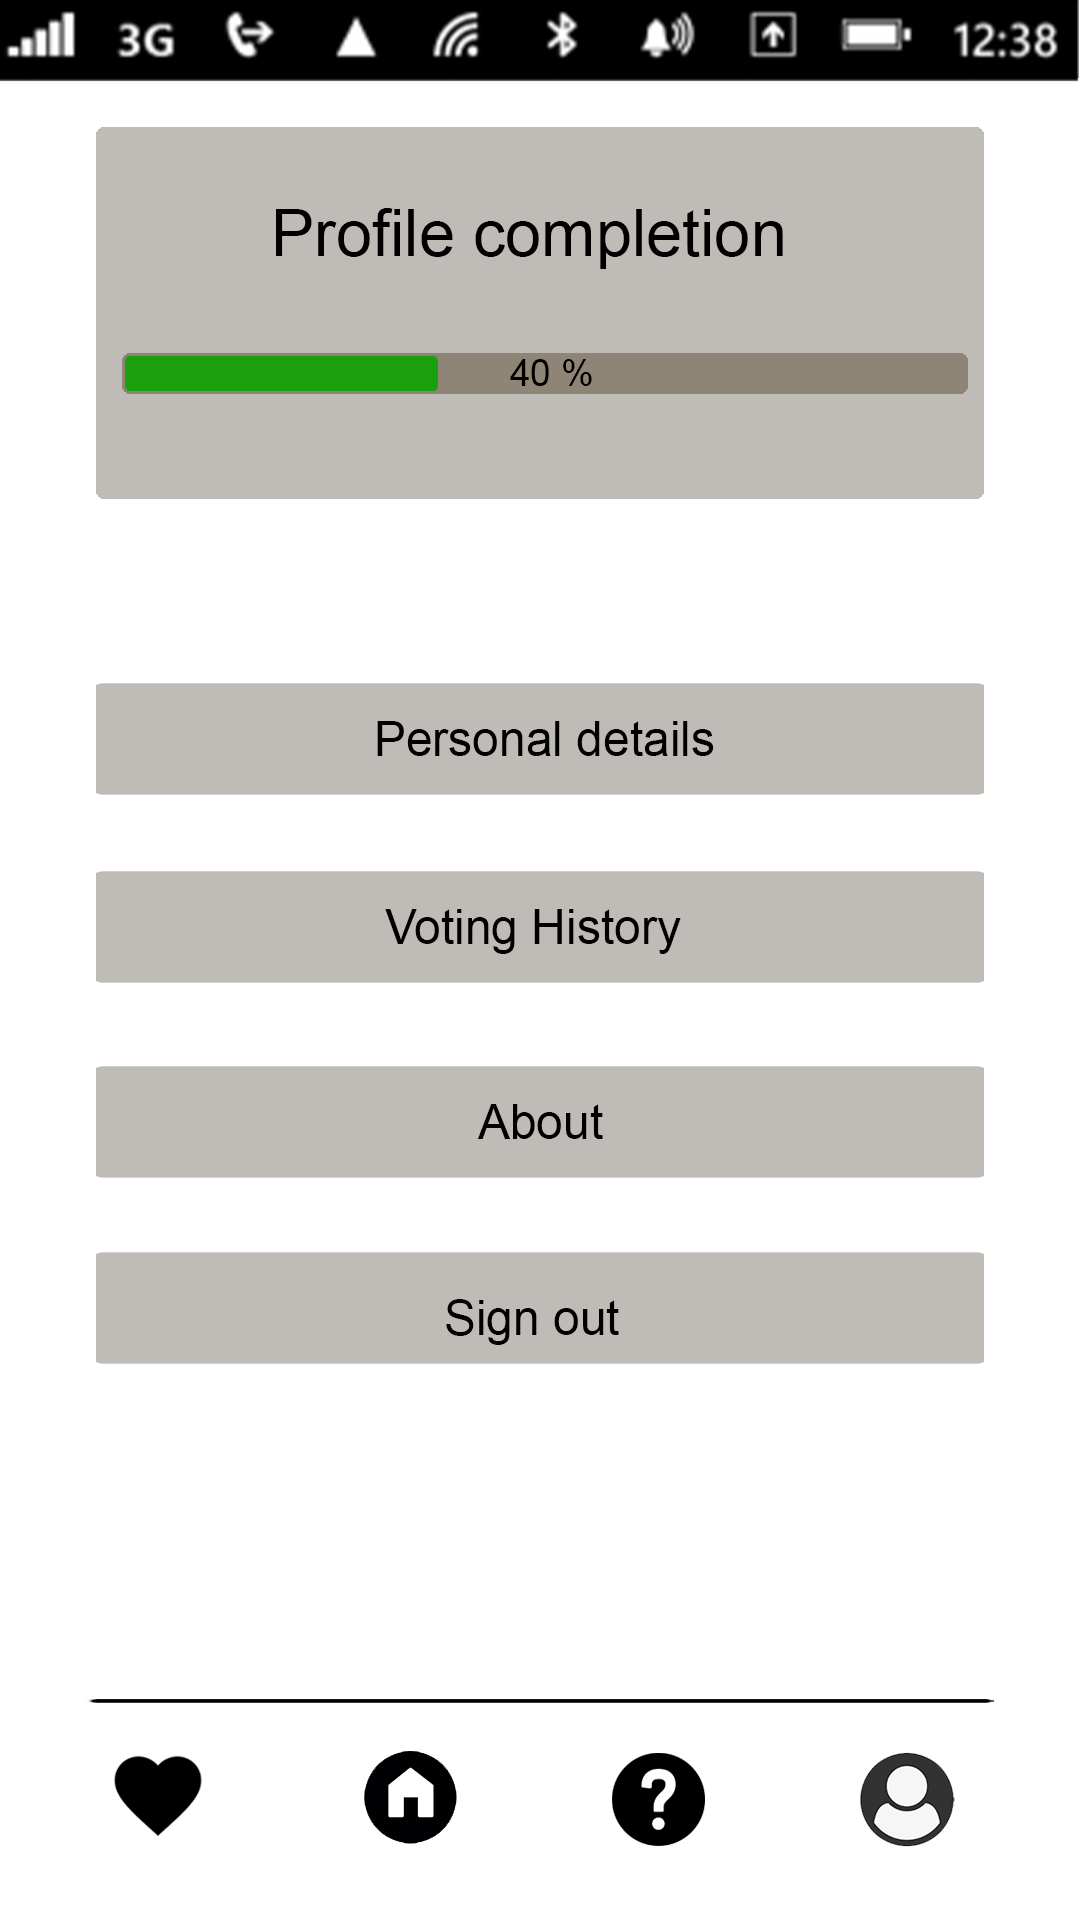 3G 12:38
Profile completion
40 %
Personal details
Voting History
About
Sign out
?